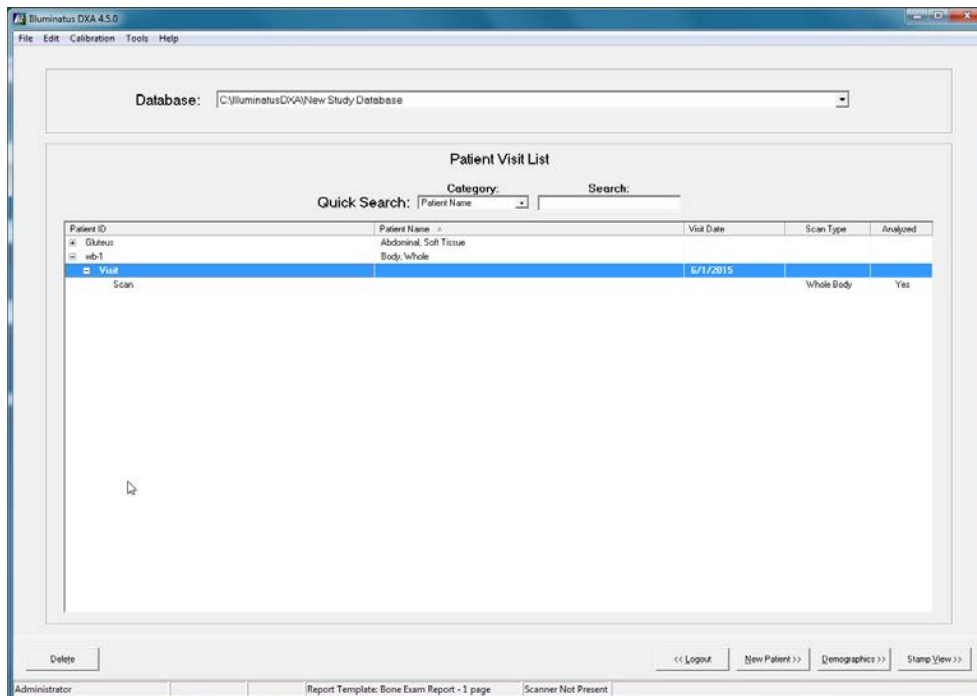 Illuminatus DXA 4.5.0
File Edit Calibration Tools Help
Database: C:\IlluminatusDXA\New Study Database
Patient Visit List
Category: Search:
Quick Search: Patient Name
Patient ID Patient Name Visit Date Scan Type Analyzed
Gluteus Abdominal, Soft Tissue
wb-1 Body, Whole
Visit 6/1/2015
Scan Whole Body Yes
Delete << Logout New Patient >> Demographics >> Stamp View >>
Administrator Report Template: Bone Exam Report - 1 page Scanner Not Present